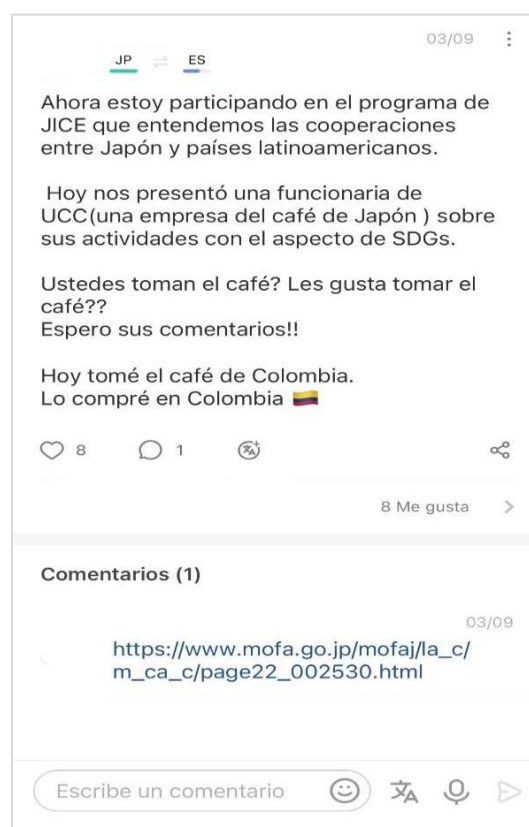 03/09
JP ES
Ahora estoy participando en el programa de
JICE que entendemos las cooperaciones
entre Japón y países latinoamericanos.
Hoy nos presentó una funcionaria de
UCC(una empresa del café de Japón ) sobre
sus actividades con el aspecto de SDGs.
Ustedes toman el café? Les gusta tomar el
café??
Espero sus comentarios!!
Hoy tomé el café de Colombia.
Lo compré en Colombia 🇨🇴
8 1
8 Me gusta
Comentarios (1)
03/09
https://www.mofa.go.jp/mofaj/la_c/
m_ca_c/page22_002530.html
Escribe un comentario